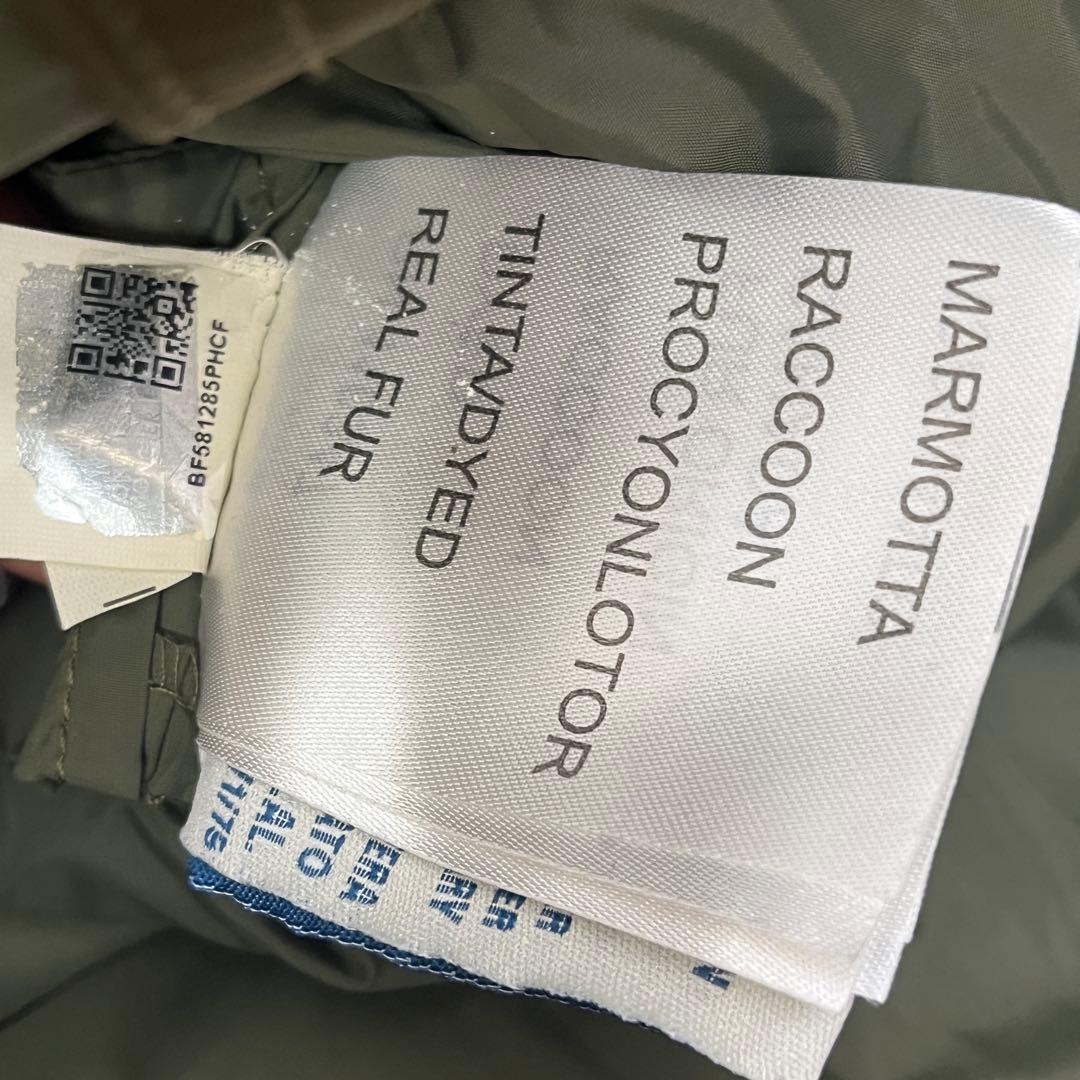 MARMOTTA
RACCOON
PROCYONLOTOR
TINTA/DYED
REAL FUR
BF581285PHCF